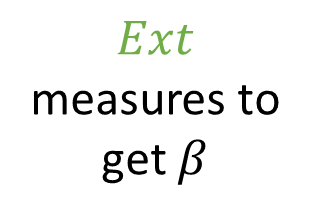 Ext
measures to
get β